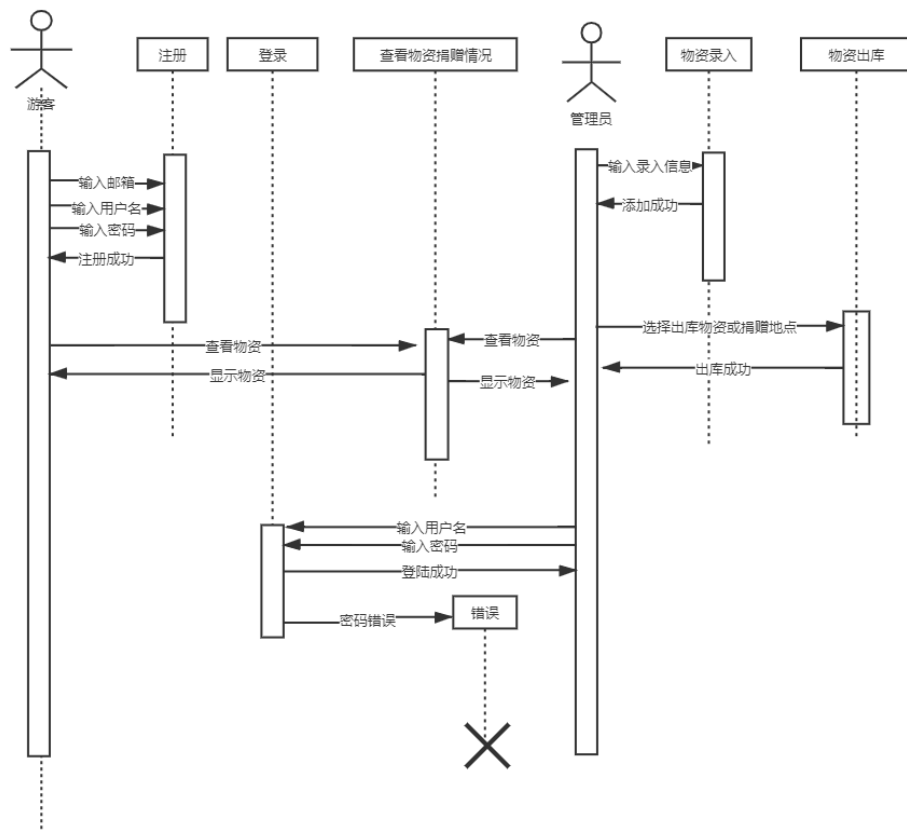 注册
登录
查看物资捐赠情况
物资录入
物资出库
游客
管理员
输入邮箱
输入用户名
输入密码
注册成功
输入录入信息
添加成功
查看物资
显示物资
查看物资
显示物资
选择出库物资或捐赠地点
出库成功
输入用户名
输入密码
登陆成功
密码错误
错误